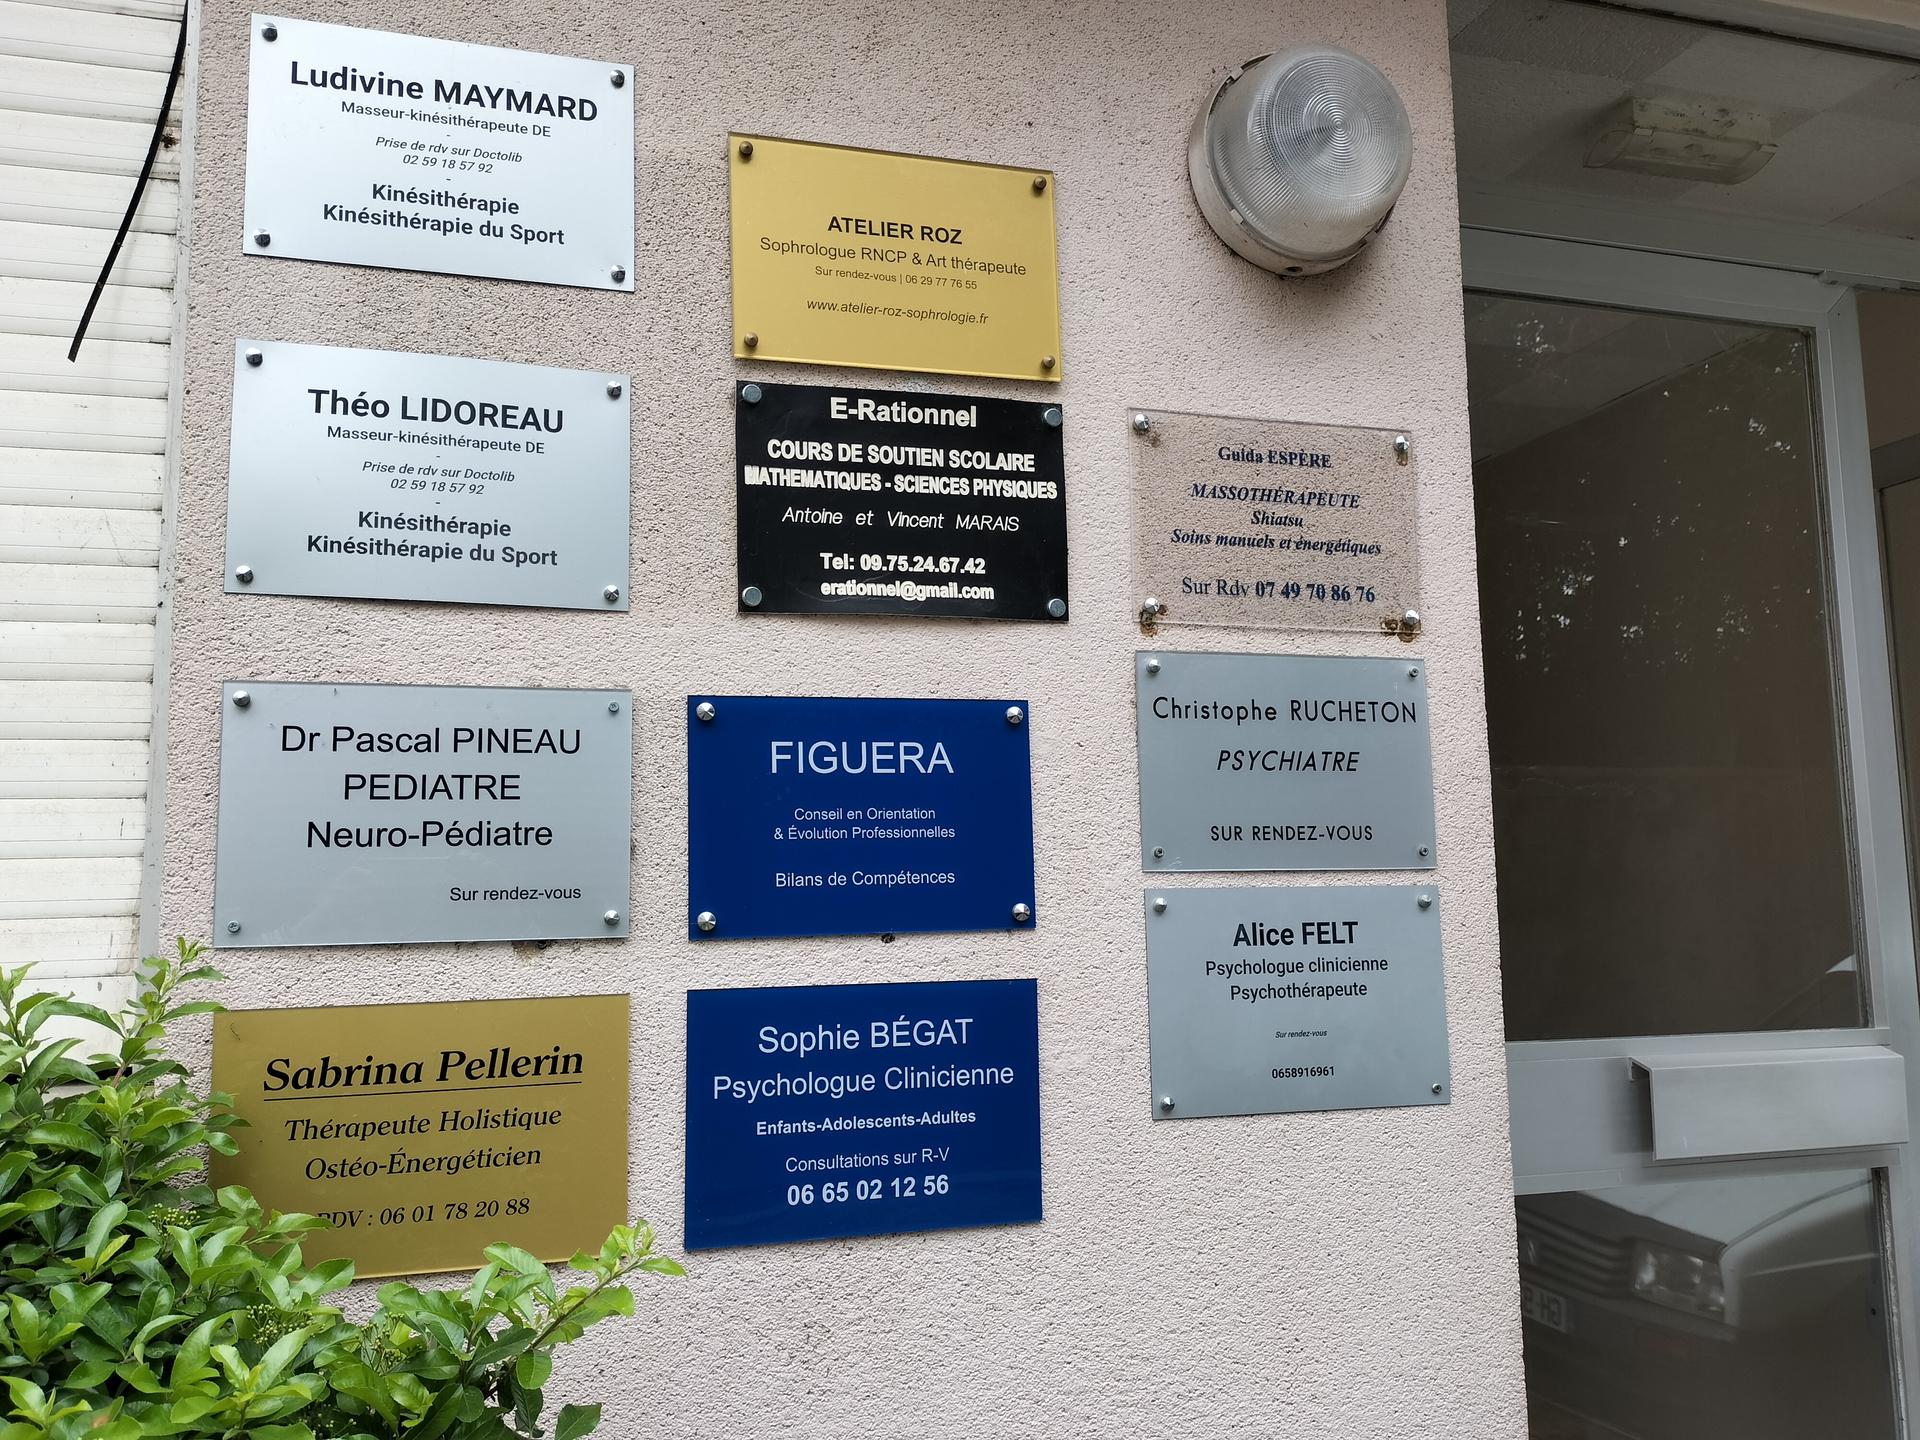 Ludivine MAYMARD
Masseur-kinésithérapeute DE
-
Prise de rdv sur Doctolib
02 59 18 57 92
-
Kinésithérapie
Kinésithérapie du Sport
Théo LIDOREAU
Masseur-kinésithérapeute DE
-
Prise de rdv sur Doctolib
02 59 18 57 92
-
Kinésithérapie
Kinésithérapie du Sport
Dr Pascal PINEAU
PEDIATRE
Neuro-Pédiatre
Sur rendez-vous
Sabrina Pellerin
Thérapeute Holistique
Ostéo-Énergéticien
RDV : 06 01 78 20 88
ATELIER ROZ
Sophrologue RNCP & Art thérapeute
Sur rendez-vous | 06 29 77 76 55
www.atelier-roz-sophrologie.fr
E-Rationnel
COURS DE SOUTIEN SCOLAIRE
MATHEMATIQUES - SCIENCES PHYSIQUES
Antoine et Vincent MARAIS
Tel: 09.75.24.67.42
erationnel@gmail.com
FIGUERA
Conseil en Orientation
& Évolution Professionnelles
Bilans de Compétences
Sophie BÉGAT
Psychologue Clinicienne
Enfants-Adolescents-Adultes
Consultations sur R-V
06 65 02 12 56
Guida ESPÈRE
MASSOTHÉRAPEUTE
Shiatsu
Soins manuels et énergétiques
Sur Rdv 07 49 70 86 76
Christophe RUCHETON
PSYCHIATRE
SUR RENDEZ-VOUS
Alice FELT
Psychologue clinicienne
Psychothérapeute
Sur rendez-vous
0658916961